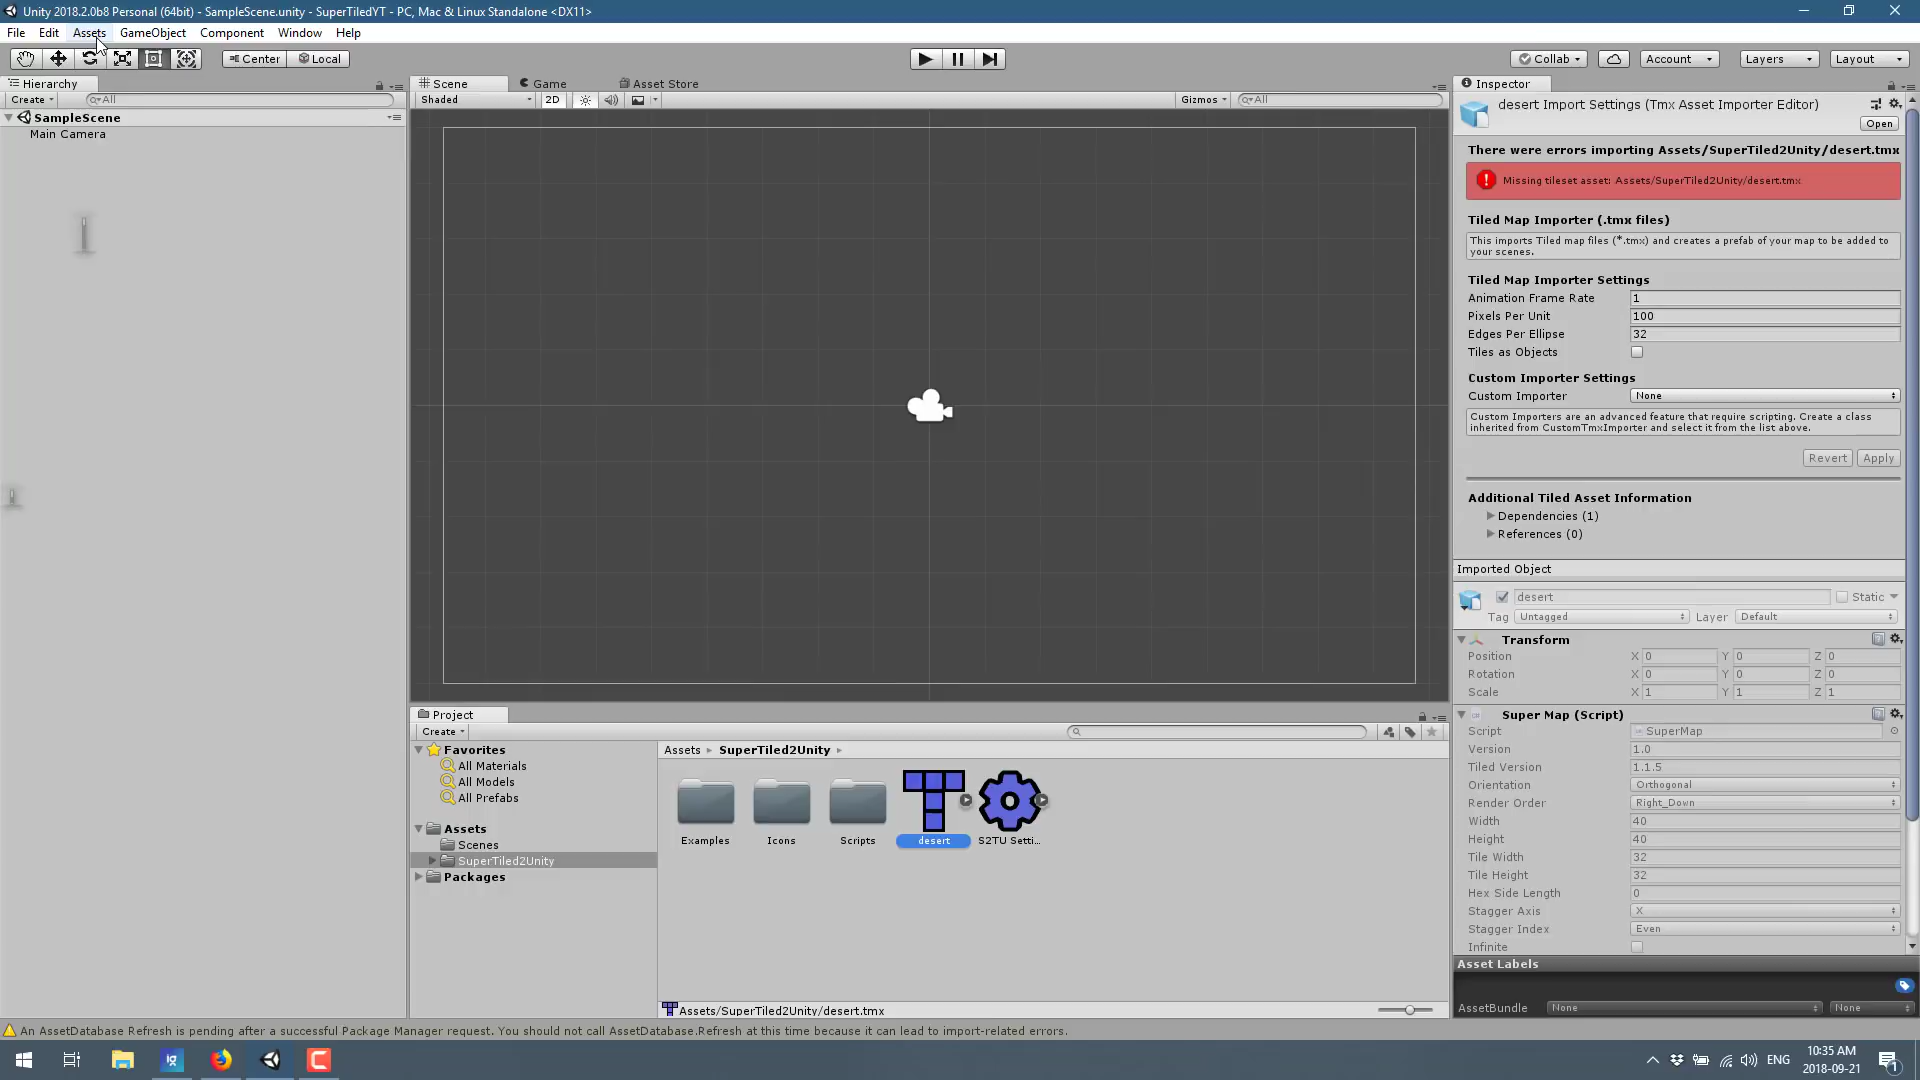 Unity 2018.2.0b8 Personal (64bit) - SampleScene.unity - SuperTiledYT - PC, Mac & Linux Standalone <DX11>
File Edit Assets GameObject Component Window Help
Center Local Collab Account Layers Layout
Hierarchy
Create All
SampleScene
Main Camera
Scene Game Asset Store
Shaded 2D Gizmos All
Inspector
desert Import Settings (Tmx Asset Importer Editor)
Open
There were errors importing Assets/SuperTiled2Unity/desert.tmx
Missing tileset asset: Assets/SuperTiled2Unity/desert.tmx
Tiled Map Importer (.tmx files)
This imports Tiled map files (*.tmx) and creates a prefab of your map to be added to
your scenes.
Tiled Map Importer Settings
Animation Frame Rate 1
Pixels Per Unit 100
Edges Per Ellipse 32
Tiles as Objects
Custom Importer Settings
Custom Importer None
Custom Importers are an advanced feature that require scripting. Create a class
inherited from CustomTmxImporter and select it from the list above.
Revert Apply
Additional Tiled Asset Information
Dependencies (1)
References (0)
Imported Object
desert Static
Tag Untagged Layer Default
Transform
Position X 0 Y 0 Z 0
Rotation X 0 Y 0 Z 0
Scale X 1 Y 1 Z 1
Super Map (Script)
Script SuperMap
Version 1.0
Tiled Version 1.1.5
Orientation Orthogonal
Render Order Right_Down
Width 40
Height 40
Tile Width 32
Tile Height 32
Hex Side Length 0
Stagger Axis X
Stagger Index Even
Infinite
Asset Labels
AssetBundle None None
Project
Create
Favorites
All Materials
All Models
All Prefabs
Assets
Scenes
SuperTiled2Unity
Packages
Assets SuperTiled2Unity
Examples Icons Scripts desert S2TU Setti...
Assets/SuperTiled2Unity/desert.tmx
An AssetDatabase Refresh is pending after a successful Package Manager request. You should not call AssetDatabase.Refresh at this time because it can lead to import-related errors.
ig
ENG
10:35 AM
2018-09-21
1